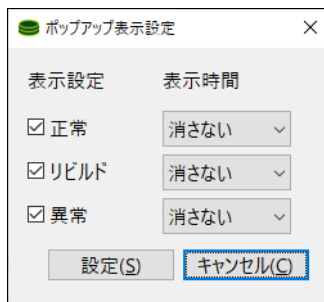 ポップアップ表示設定
表示設定 表示時間
正常 消さない
リビルド 消さない
異常 消さない
設定(S) キャンセル(C)